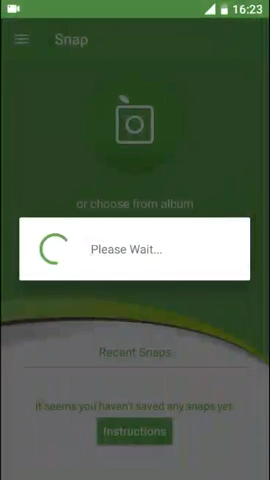 16:23
Snap
or choose from album
Please Wait...
Recent Snaps
It seems you haven't saved any snaps yet
Instructions